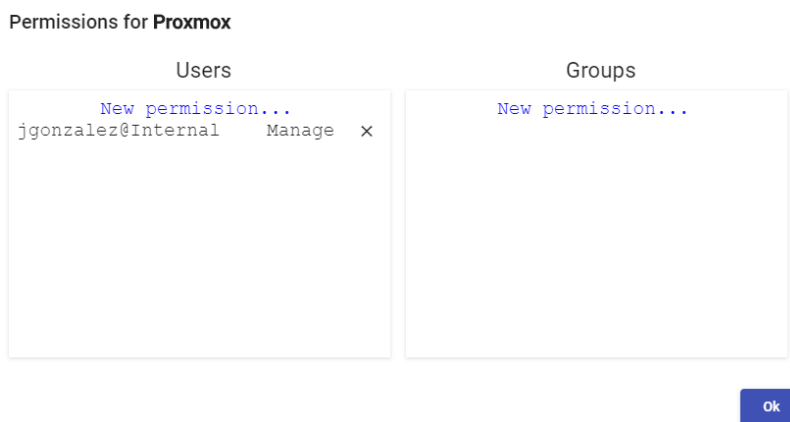 Permissions for Proxmox
Users
Groups
New permission...
jgonzalez@Internal Manage ×
New permission...
Ok